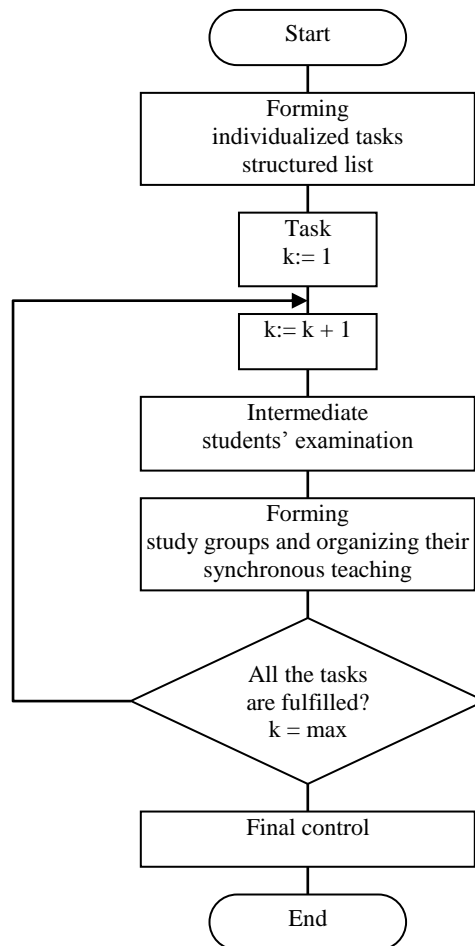 Start
Forming
individualized tasks
structured list
Task
k:= 1
k:= k + 1
Intermediate
students’ examination
Forming
study groups and organizing their
synchronous teaching
All the tasks
are fulfilled?
k = max
Final control
End